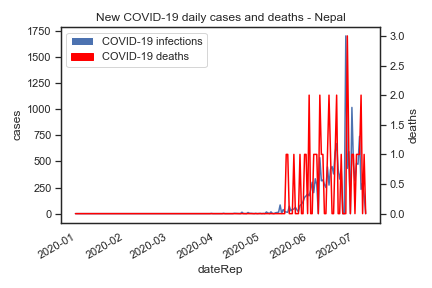 New COVID-19 daily cases and deaths - Nepal
COVID-19 infections
COVID-19 deaths
1750
1500
1250
1000
750
500
250
0
cases
3.0
2.5
2.0
1.5
1.0
0.5
0.0
deaths
2020-01 2020-02 2020-03 2020-04 2020-05 2020-06 2020-07
dateRep